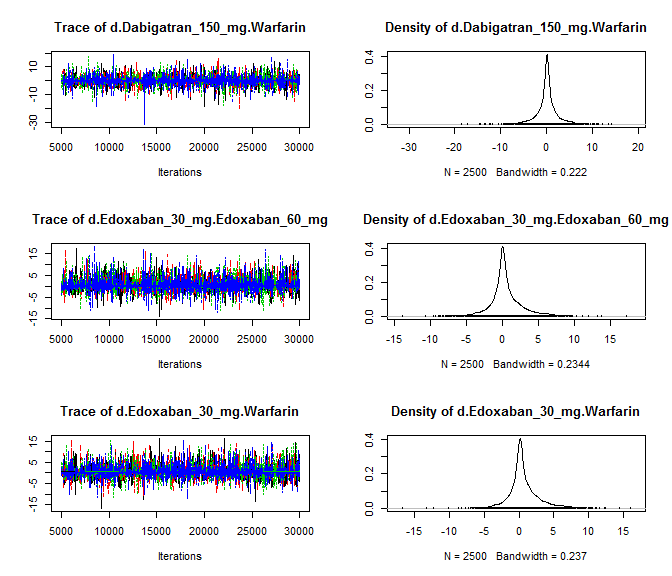 Trace of d.Dabigatran_150_mg.Warfarin
10
-10
-30
5000 10000 15000 20000 25000 30000
Iterations
Density of d.Dabigatran_150_mg.Warfarin
0.4
0.2
0.0
-30 -20 -10 0 10 20
N = 2500 Bandwidth = 0.222
Trace of d.Edoxaban_30_mg.Edoxaban_60_mg
15
5
-5
-15
5000 10000 15000 20000 25000 30000
Iterations
Density of d.Edoxaban_30_mg.Edoxaban_60_mg
0.4
0.2
0.0
-15 -10 -5 0 5 10 15
N = 2500 Bandwidth = 0.2344
Trace of d.Edoxaban_30_mg.Warfarin
15
5
-5
-15
5000 10000 15000 20000 25000 30000
Iterations
Density of d.Edoxaban_30_mg.Warfarin
0.4
0.2
0.0
-15 -10 -5 0 5 10 15
N = 2500 Bandwidth = 0.237